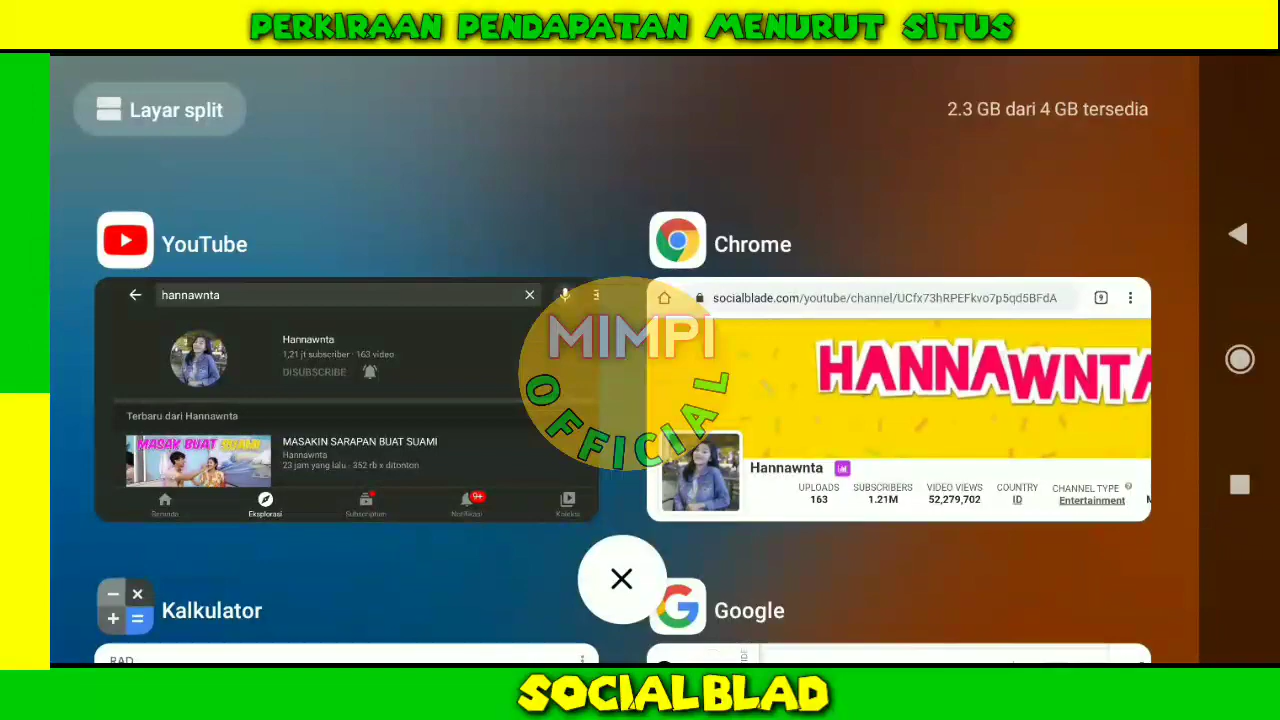 PERKIRAAN PENDAPATAN MENURUT SITUS
Layar split
2.3 GB dari 4 GB tersedia
YouTube
hannawnta
Hannawnta
1,21 jt subscriber · 163 video
DISUBSCRIBE
Terbaru dari Hannawnta
MASAK BUAT SUAMI
MASAKIN SARAPAN BUAT SUAMI
Hannawnta
23 jam yang lalu · 352 rb x ditonton
Beranda
Eksplorasi
Subscription
9+
Notifikasi
Koleksi
MIMPI
OFFICIAL
Chrome
socialblade.com/youtube/channel/UCfx73hRPEFkvo7p5qd5BFdA
9
HANNAWNTA
Hannawnta
UPLOADS SUBSCRIBERS VIDEO VIEWS COUNTRY CHANNEL TYPE
163 1.21M 52,279,702 ID Entertainment
Kalkulator
RAD
Google
SOCIALBLAD